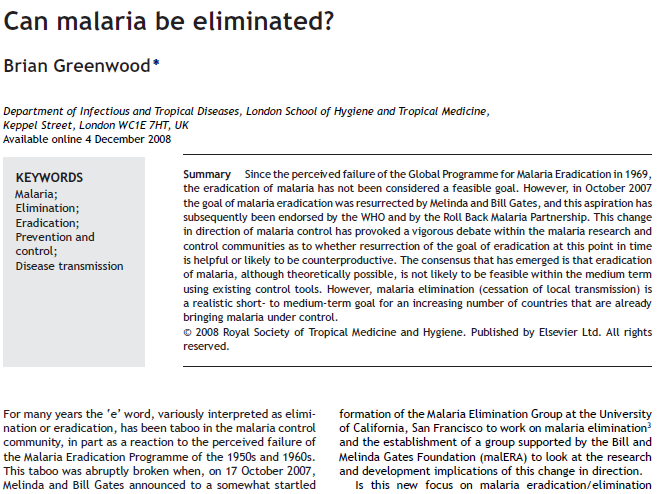 Can malaria be eliminated?
Brian Greenwood*
Department of Infectious and Tropical Diseases, London School of Hygiene and Tropical Medicine,
Keppel Street, London WC1E 7HT, UK
Available online 4 December 2008
KEYWORDS
Malaria;
Elimination;
Eradication;
Prevention and
control;
Disease transmission
Summary Since the perceived failure of the Global Programme for Malaria Eradication in 1969,
the eradication of malaria has not been considered a feasible goal. However, in October 2007
the goal of malaria eradication was resurrected by Melinda and Bill Gates, and this aspiration has
subsequently been endorsed by the WHO and by the Roll Back Malaria Partnership. This change
in direction of malaria control has provoked a vigorous debate within the malaria research and
control communities as to whether resurrection of the goal of eradication at this point in time
is helpful or likely to be counterproductive. The consensus that has emerged is that eradication
of malaria, although theoretically possible, is not likely to be feasible within the medium term
using existing control tools. However, malaria elimination (cessation of local transmission) is
a realistic short- to medium-term goal for an increasing number of countries that are already
bringing malaria under control.
© 2008 Royal Society of Tropical Medicine and Hygiene. Published by Elsevier Ltd. All rights
reserved.
For many years the 'e' word, variously interpreted as elimi-
nation or eradication, has been taboo in the malaria control
community, in part as a reaction to the perceived failure of
the Malaria Eradication Programme of the 1950s and 1960s.
This taboo was abruptly broken when, on 17 October 2007,
Melinda and Bill Gates announced to a somewhat startled
formation of the Malaria Elimination Group at the University
of California, San Francisco to work on malaria elimination³
and the establishment of a group supported by the Bill and
Melinda Gates Foundation (malERA) to look at the research
and development implications of this change in direction.
Is this new focus on malaria eradication/elimination